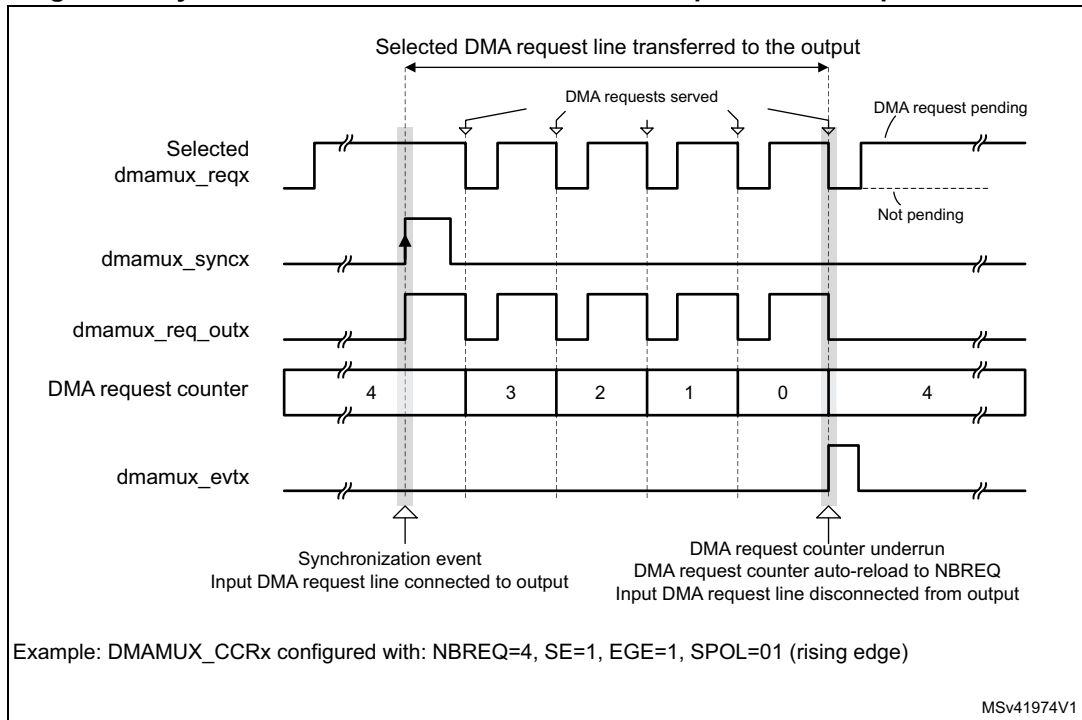 Selected DMA request line transferred to the output
DMA requests served
DMA request pending
Selected
dmamux_reqx
Not pending
dmamux_syncx
dmamux_req_outx
DMA request counter
4
3
2
1
0
4
dmamux_evtx
Synchronization event
Input DMA request line connected to output
DMA request counter underrun
DMA request counter auto-reload to NBREQ
Input DMA request line disconnected from output
Example: DMAMUX_CCRx configured with: NBREQ=4, SE=1, EGE=1, SPOL=01 (rising edge)
MSv41974V1